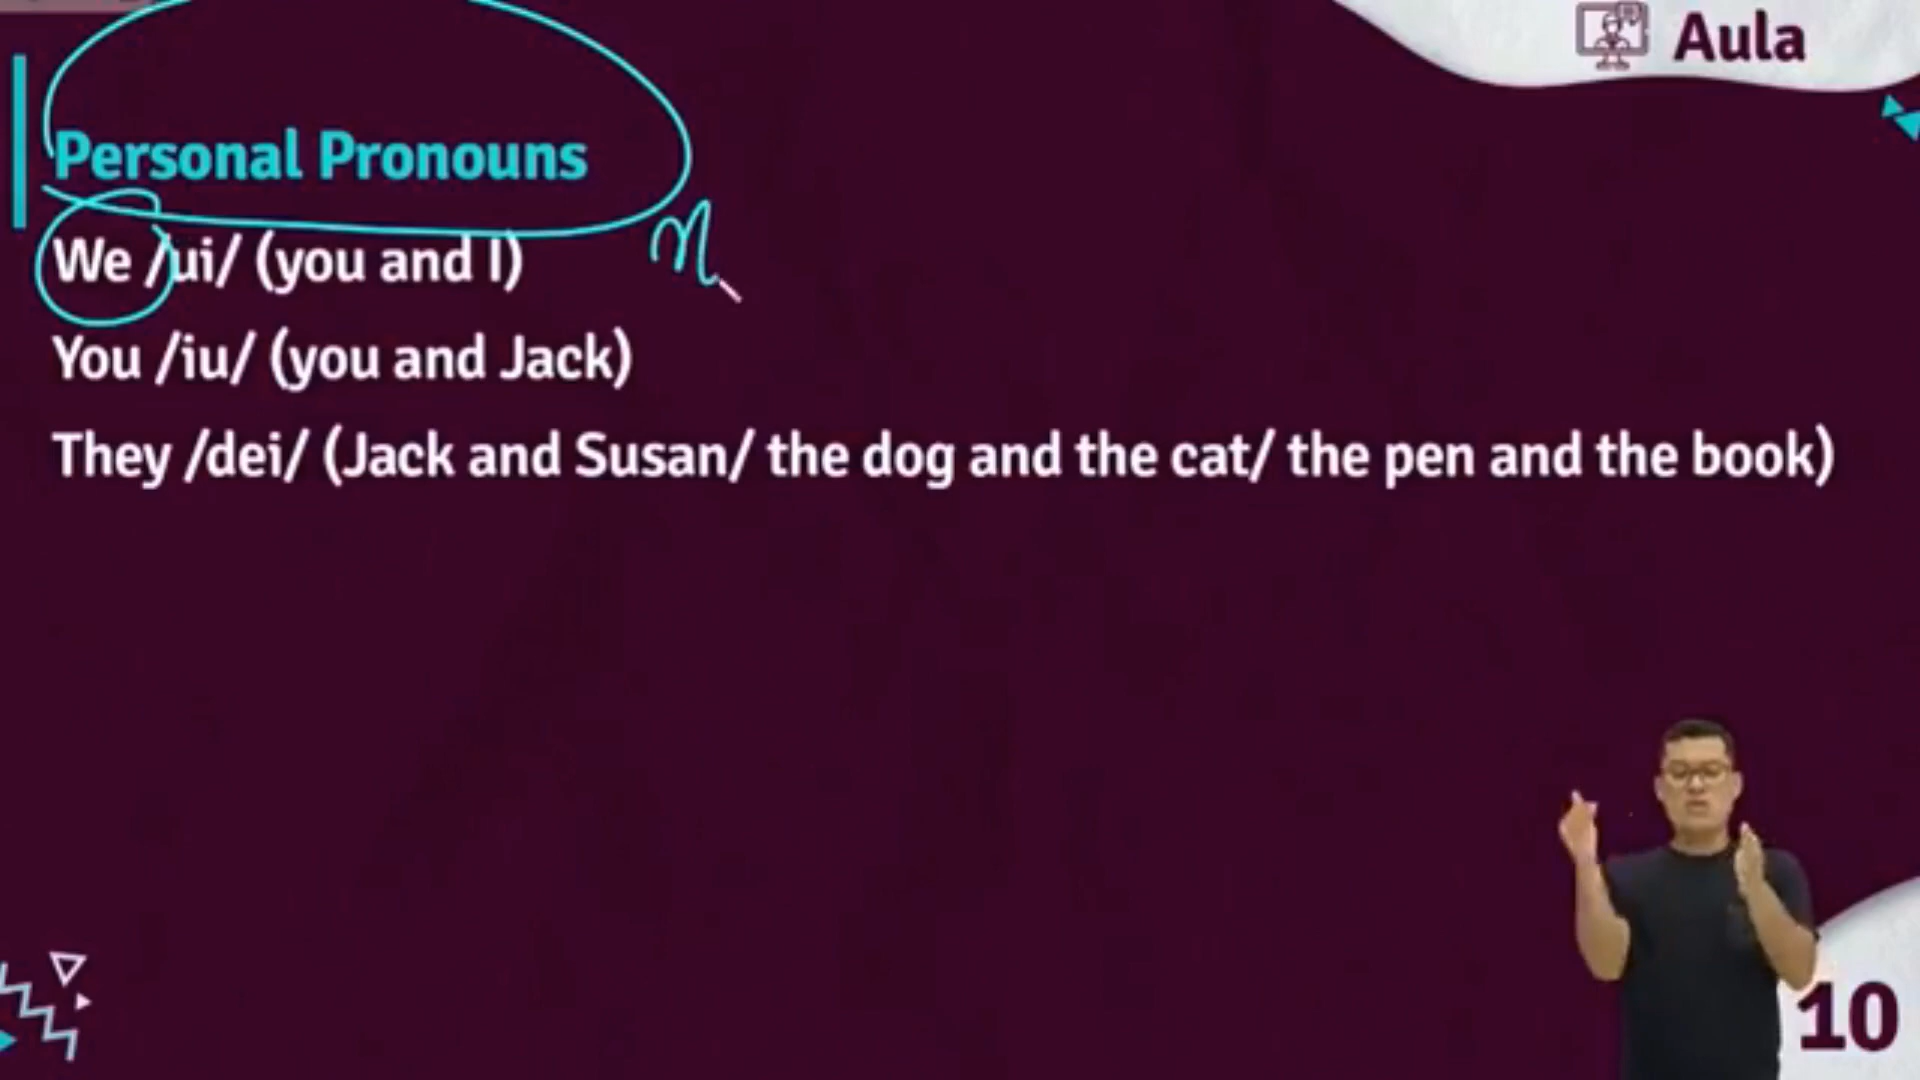 Aula
Personal Pronouns
We /ui/ (you and I)
n
You /iu/ (you and Jack)
They /dei/ (Jack and Susan/ the dog and the cat/ the pen and the book)
10